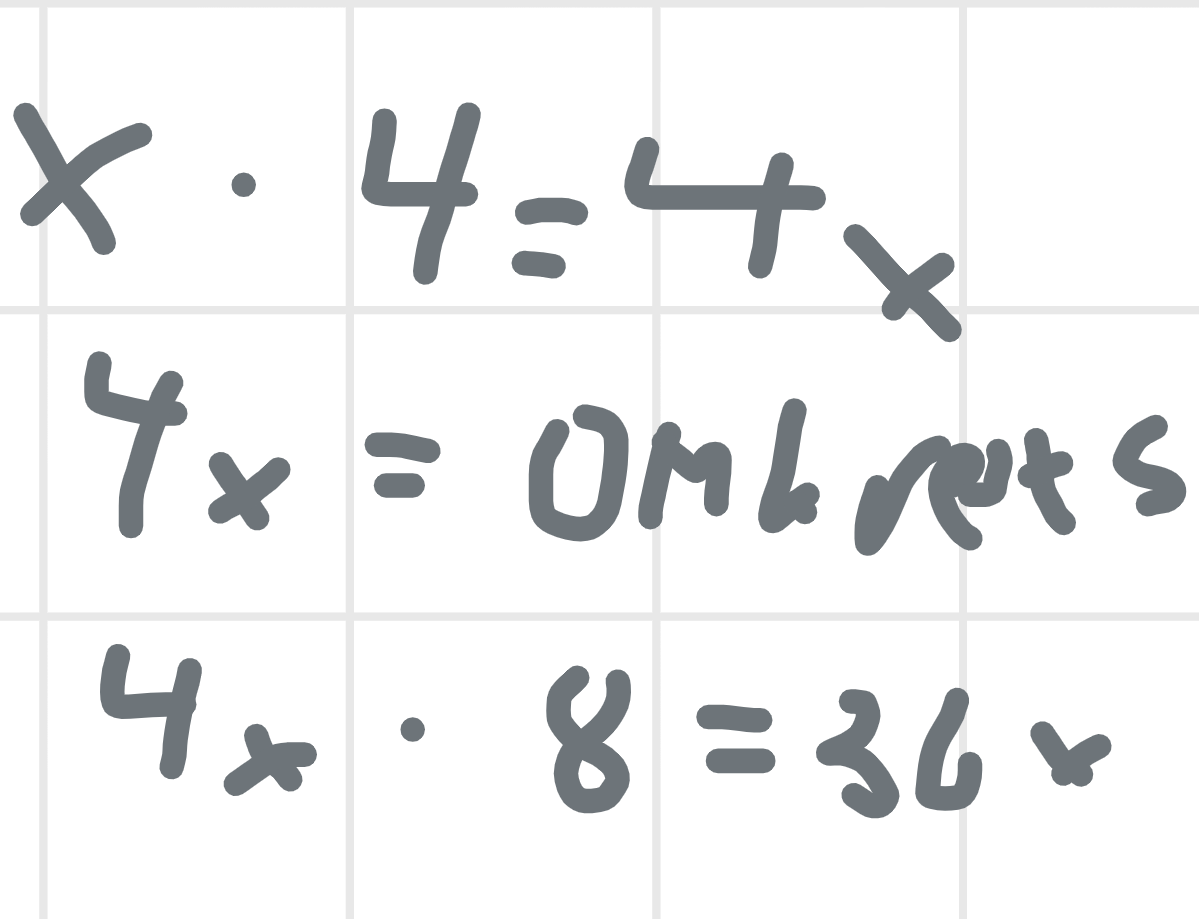 x · 4 = 4x
4x = Omkrets
4x · 8 = 36x